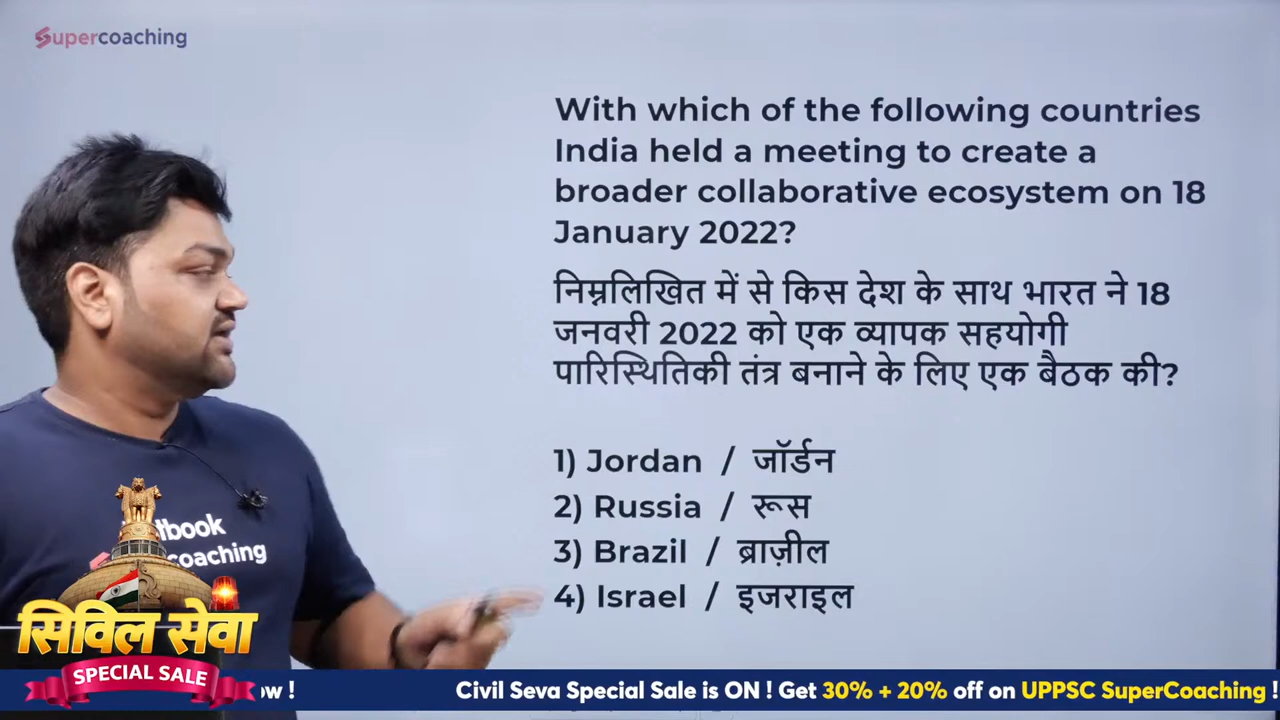 Supercoaching
With which of the following countries
India held a meeting to create a
broader collaborative ecosystem on 18
January 2022?
निम्नलिखित में से किस देश के साथ भारत ने 18
जनवरी 2022 को एक व्यापक सहयोगी
पारिस्थितिकी तंत्र बनाने के लिए एक बैठक की?
1) Jordan / जॉर्डन
2) Russia / रूस
3) Brazil / ब्राज़ील
4) Israel / इजराइल
सिविल सेवा
SPECIAL SALE
! Civil Seva Special Sale is ON ! Get 30% + 20% off on UPPSC SuperCoaching !